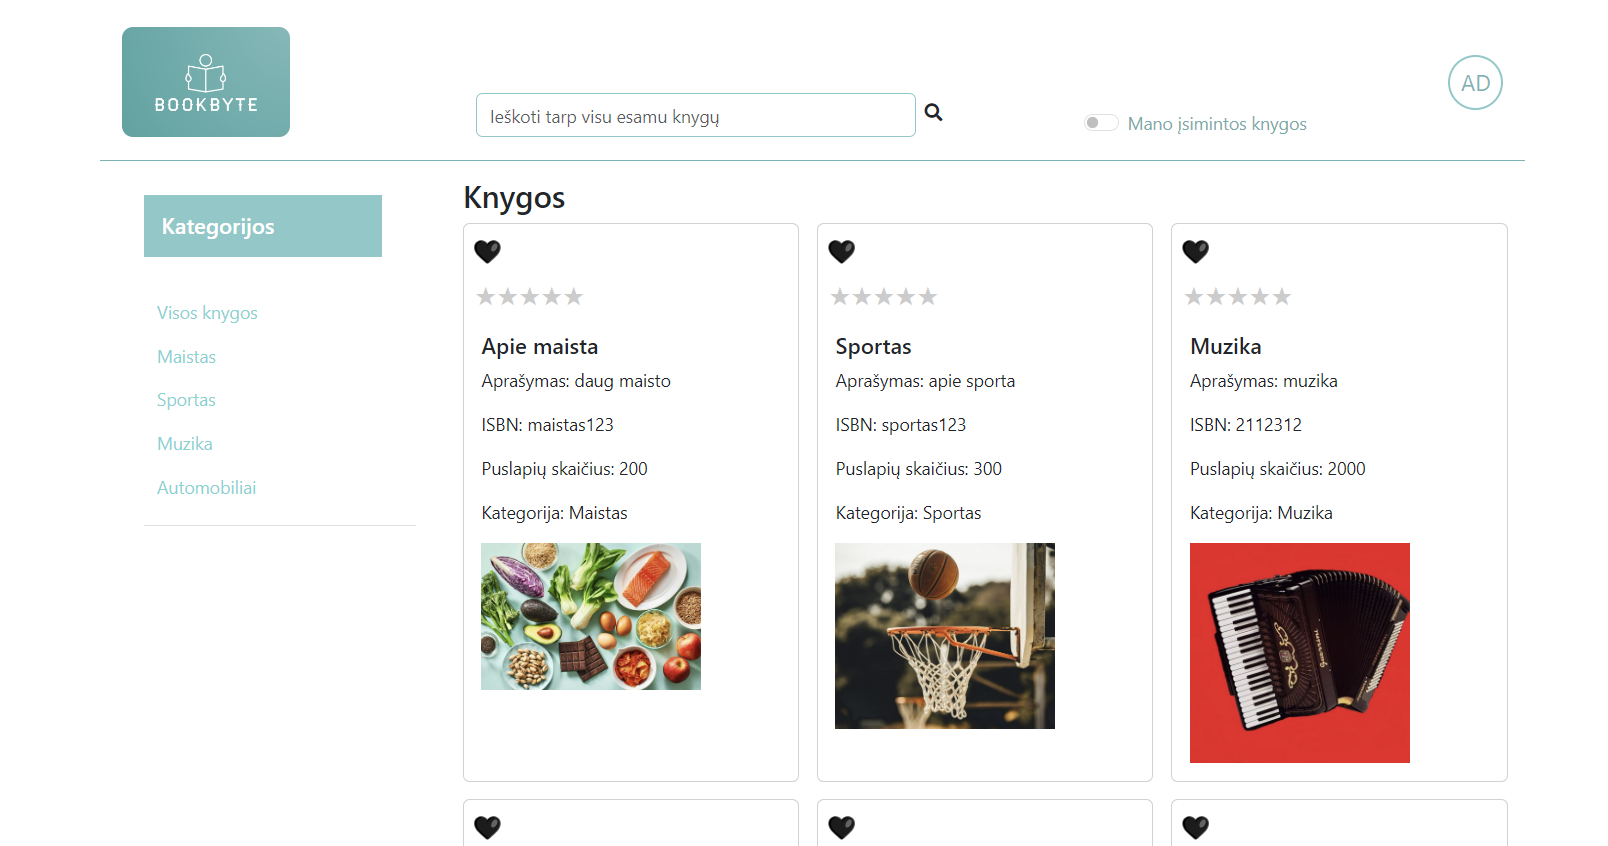 BOOKBYTE
Ieškoti tarp visu esamu knygų
Mano įsimintos knygos
AD
Kategorijos
Visos knygos
Maistas
Sportas
Muzika
Automobiliai
Knygos
Apie maista
Aprašymas: daug maisto
ISBN: maistas123
Puslapių skaičius: 200
Kategorija: Maistas
Sportas
Aprašymas: apie sporta
ISBN: sportas123
Puslapių skaičius: 300
Kategorija: Sportas
Muzika
Aprašymas: muzika
ISBN: 2112312
Puslapių skaičius: 2000
Kategorija: Muzika